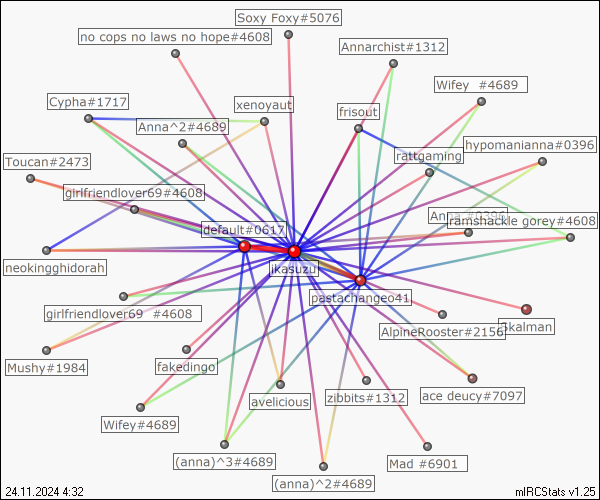 Soxy Foxy#5076
no cops no laws no hope#4608
Annarchist#1312
Wifey #4689
Cypha#1717
xenoyaut
frisout
Anna^2#4689
hypomanianna#0396
Toucan#2473
rattgaming
girlfriendlover69#4608
Anna #0396
ramshackle gorey#4608
default#0617
neokingghidorah
ikasuzu
pastachangeo41
girlfriendlover69 #4608
AlpineRooster#2156
Skalman
Mushy#1984
fakedingo
ace deucy#7097
avelicious
zibbits#1312
Wifey#4689
(anna)^3#4689
Mad #6901
(anna)^2#4689
24.11.2024 4:32
mIRCStats v1.25